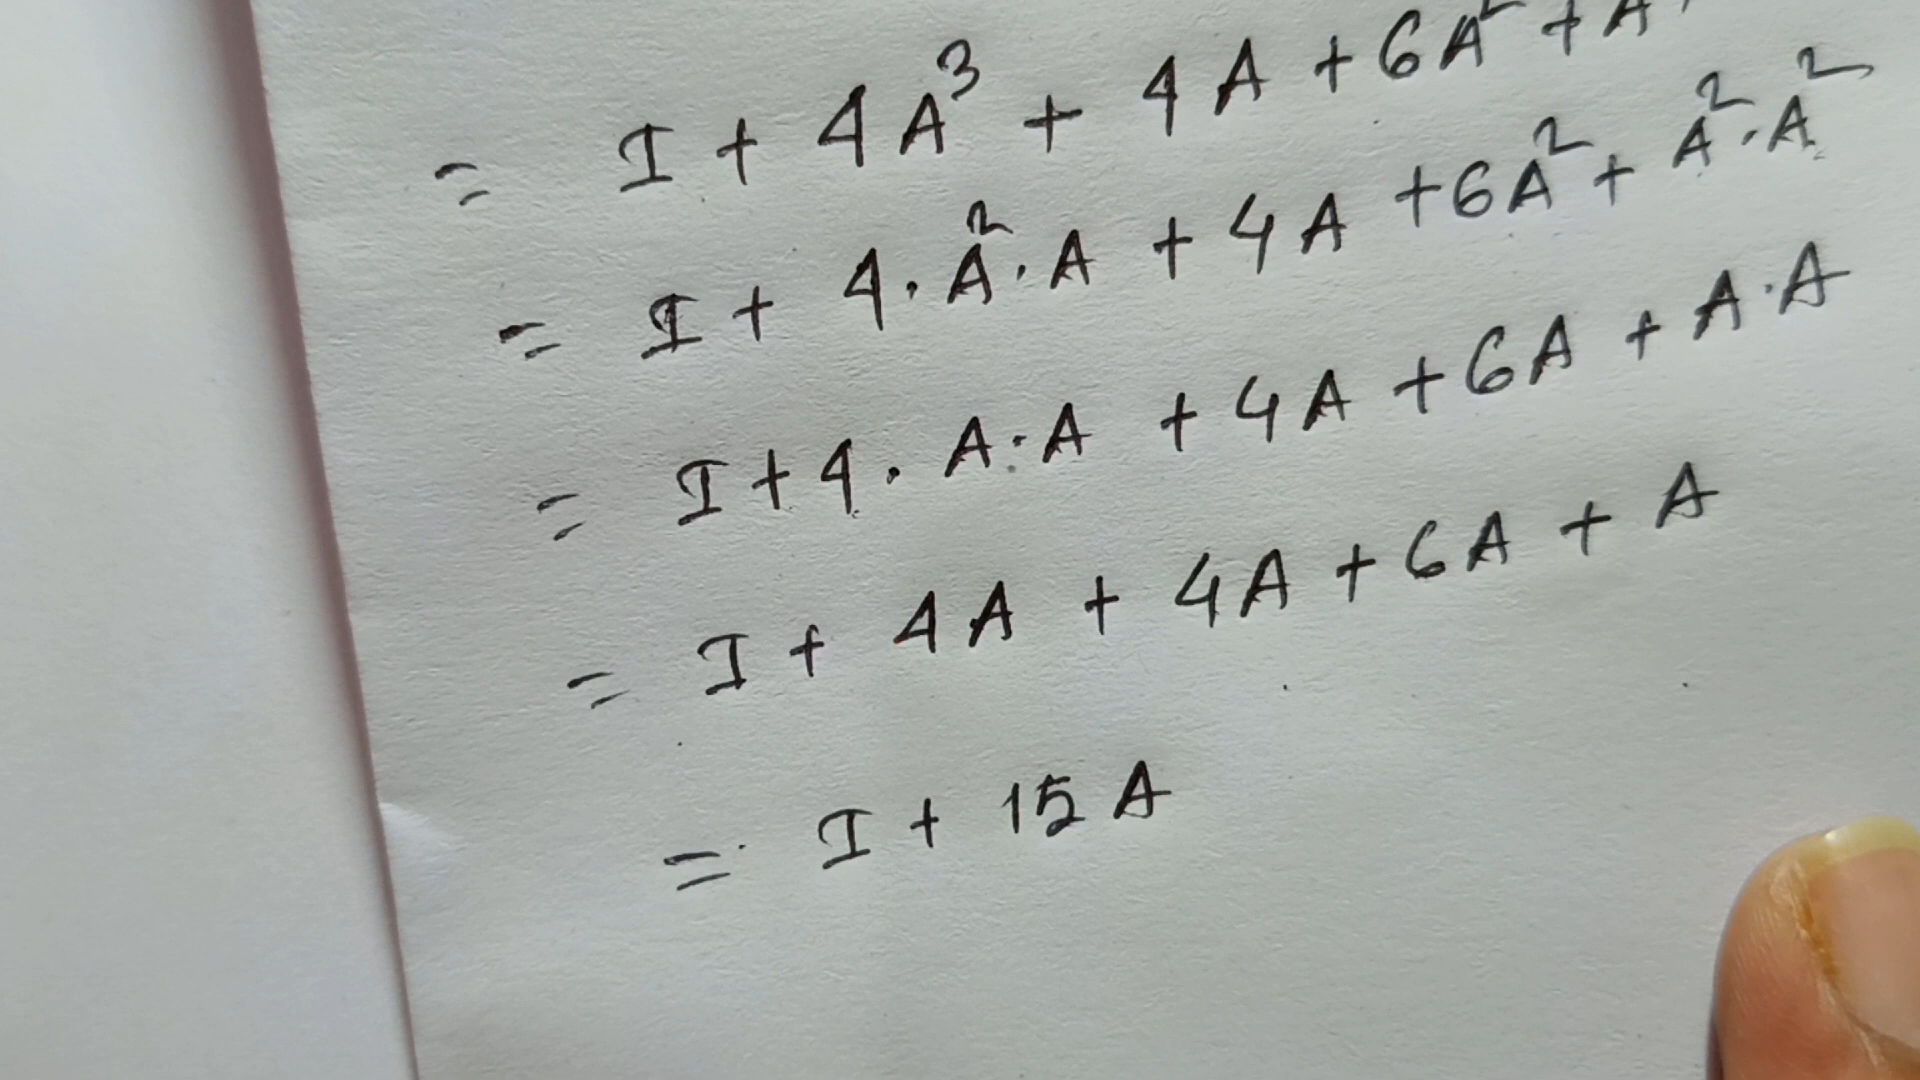 = I + 4A³ + 4A + 6A² + A
= I + 4.A².A + 4A + 6A² + A².A²
= I + 4. A.A + 4A + 6A + A.A
= I + 4A + 4A + 6A + A
= I + 15A